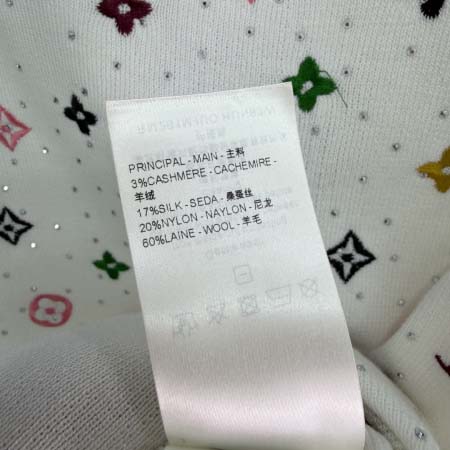 PRINCIPAL - MAIN - 主料
3%CASHMERE - CACHEMIRE -
羊绒
17%SILK - SEDA - 桑蚕丝
20%NYLON - NAYLON - 尼龙
60%LAINE - WOOL - 羊毛